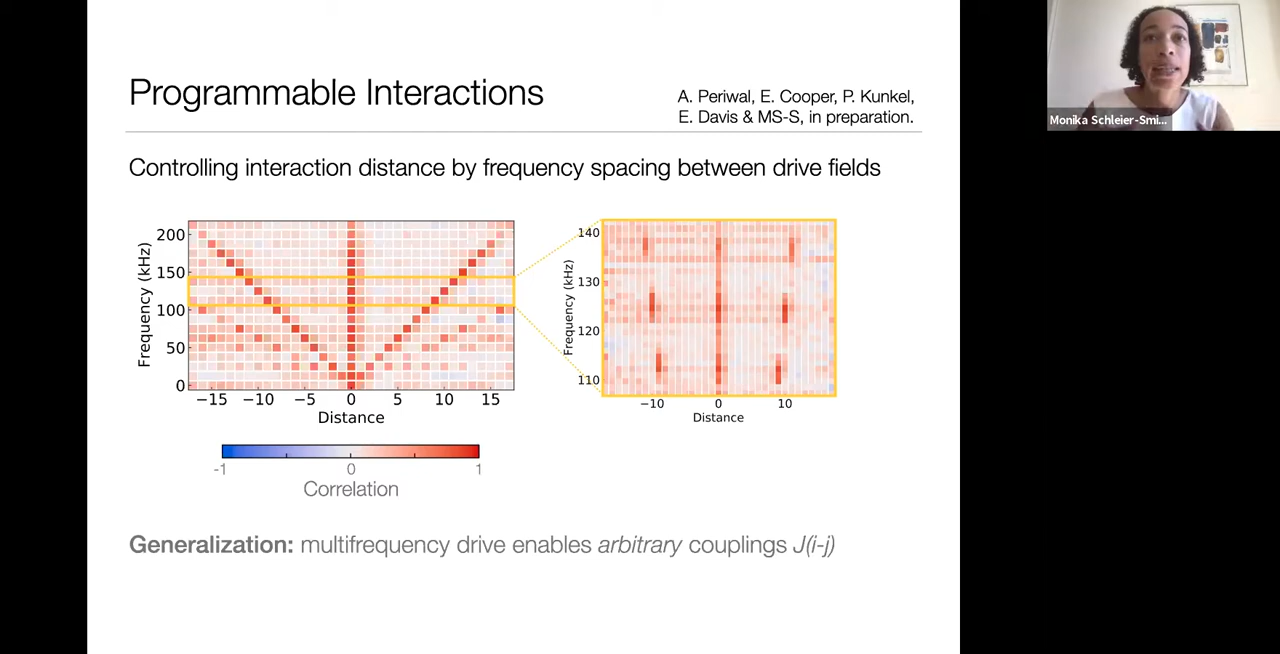 Programmable Interactions
A. Periwal, E. Cooper, P. Kunkel,
E. Davis & MS-S, in preparation.
Monika Schleier-Smi...
Controlling interaction distance by frequency spacing between drive fields
200
150
100
50
0
Frequency (kHz)
−15 −10 −5 0 5 10 15
Distance
140
130
120
110
Frequency (kHz)
−10 0 10
Distance
-1 0 1
Correlation
Generalization: multifrequency drive enables arbitrary couplings J(i-j)